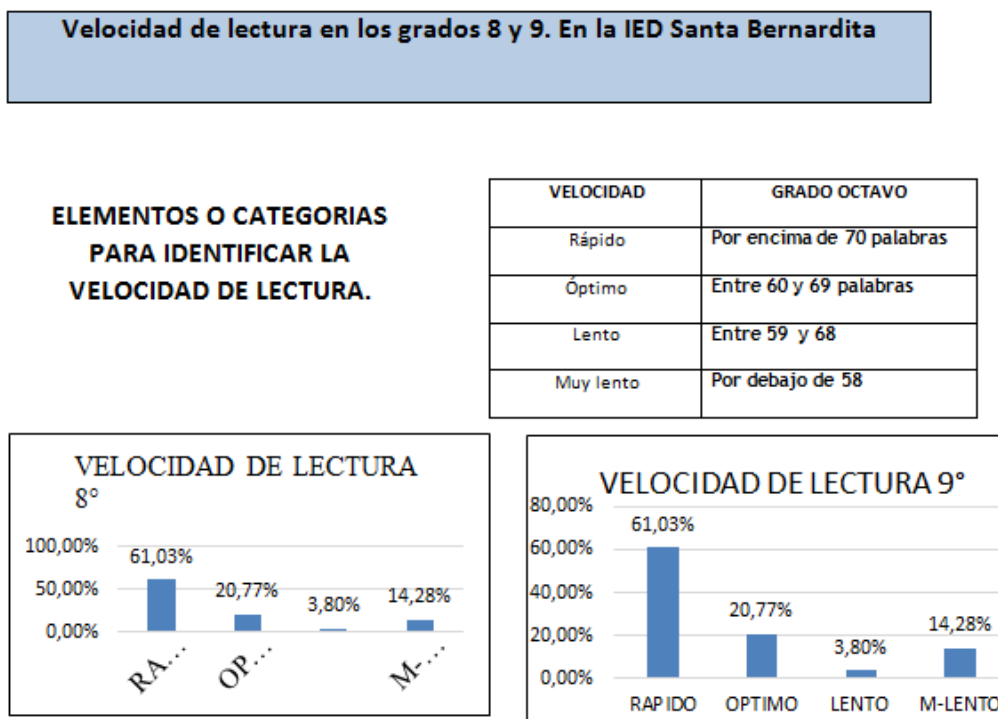 Velocidad de lectura en los grados 8 y 9. En la IED Santa Bernardita
ELEMENTOS O CATEGORIAS
PARA IDENTIFICAR LA
VELOCIDAD DE LECTURA.
VELOCIDAD GRADO OCTAVO
Rápido Por encima de 70 palabras
Óptimo Entre 60 y 69 palabras
Lento Entre 59 y 68
Muy lento Por debajo de 58
VELOCIDAD DE LECTURA
8°
100,00%
50,00%
0,00%
61,03%
20,77%
3,80%
14,28%
RA...
OP...
M-...
VELOCIDAD DE LECTURA 9°
80,00%
60,00%
40,00%
20,00%
0,00%
61,03%
20,77%
3,80%
14,28%
RAPIDO OPTIMO LENTO M-LENTO